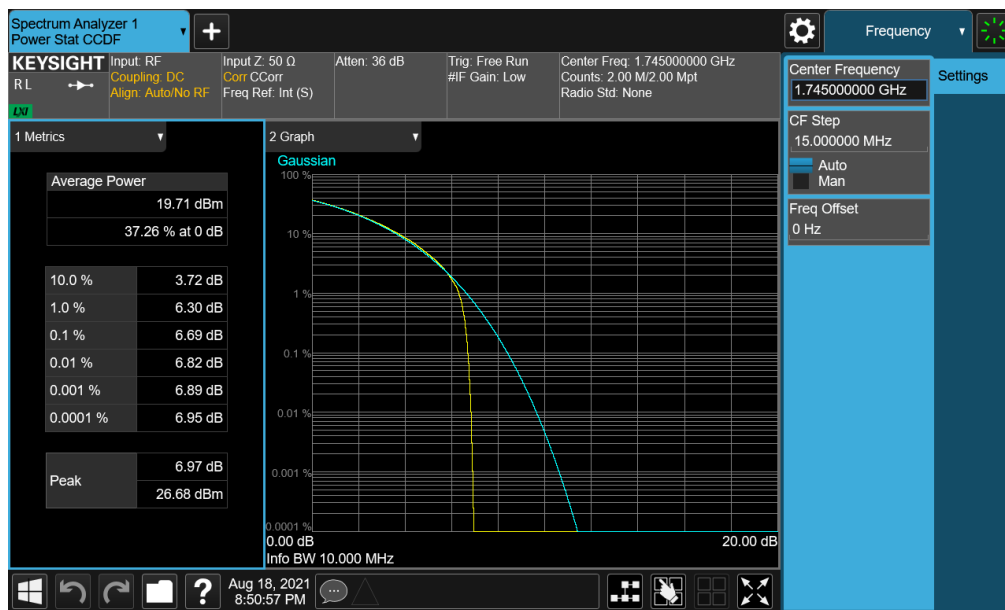 Spectrum Analyzer 1
Power Stat CCDF
Frequency
KEYSIGHT
RL
LXI
Input: RF
Coupling: DC
Align: Auto/No RF
Input Z: 50 Ω
Corr CCorr
Freq Ref: Int (S)
Atten: 36 dB
Trig: Free Run
#IF Gain: Low
Center Freq: 1.745000000 GHz
Counts: 2.00 M/2.00 Mpt
Radio Std: None
Center Frequency
1.745000000 GHz
Settings
CF Step
15.000000 MHz
Auto
Man
Freq Offset
0 Hz
1 Metrics
Average Power
19.71 dBm
37.26 % at 0 dB
10.0 % 3.72 dB
1.0 % 6.30 dB
0.1 % 6.69 dB
0.01 % 6.82 dB
0.001 % 6.89 dB
0.0001 % 6.95 dB
Peak
6.97 dB
26.68 dBm
2 Graph
Gaussian
100 %
10 %
1 %
0.1 %
0.01 %
0.001 %
0.0001 %
0.00 dB
20.00 dB
Info BW 10.000 MHz
?
Aug 18, 2021
8:50:57 PM